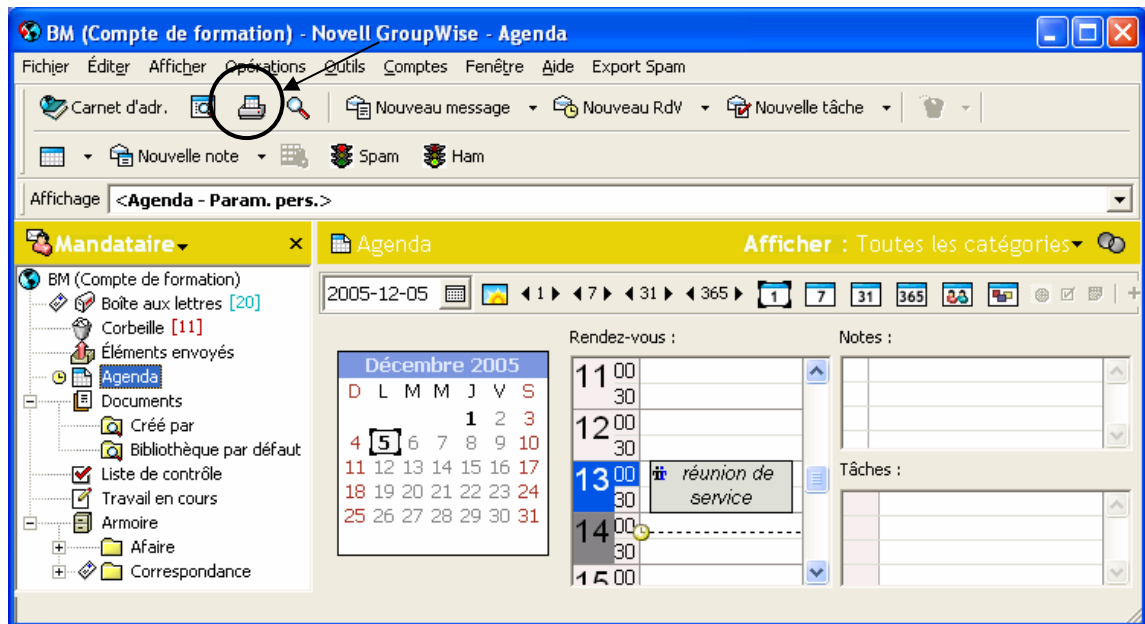 BM (Compte de formation) - Novell GroupWise - Agenda
Fichier Éditer Afficher Opérations Outils Comptes Fenêtre Aide Export Spam
Carnet d'adr. Nouveau message Nouveau RdV Nouvelle tâche
Nouvelle note Spam Ham
Affichage <Agenda - Param. pers.>
Mandataire × Agenda Afficher : Toutes les catégories
BM (Compte de formation)
Boîte aux lettres [20]
Corbeille [11]
Éléments envoyés
Agenda
Documents
Créé par
Bibliothèque par défaut
Liste de contrôle
Travail en cours
Armoire
Afaire
Correspondance
2005-12-05 1 7 31 365 1 7 31 365
Décembre 2005
D L M M J V S
1 2 3
4 5 6 7 8 9 10
11 12 13 14 15 16 17
18 19 20 21 22 23 24
25 26 27 28 29 30 31
Rendez-vous :
11 00
30
12 00
30
13 00 réunion de
30 service
14 00
30
15 00
Notes :
Tâches :